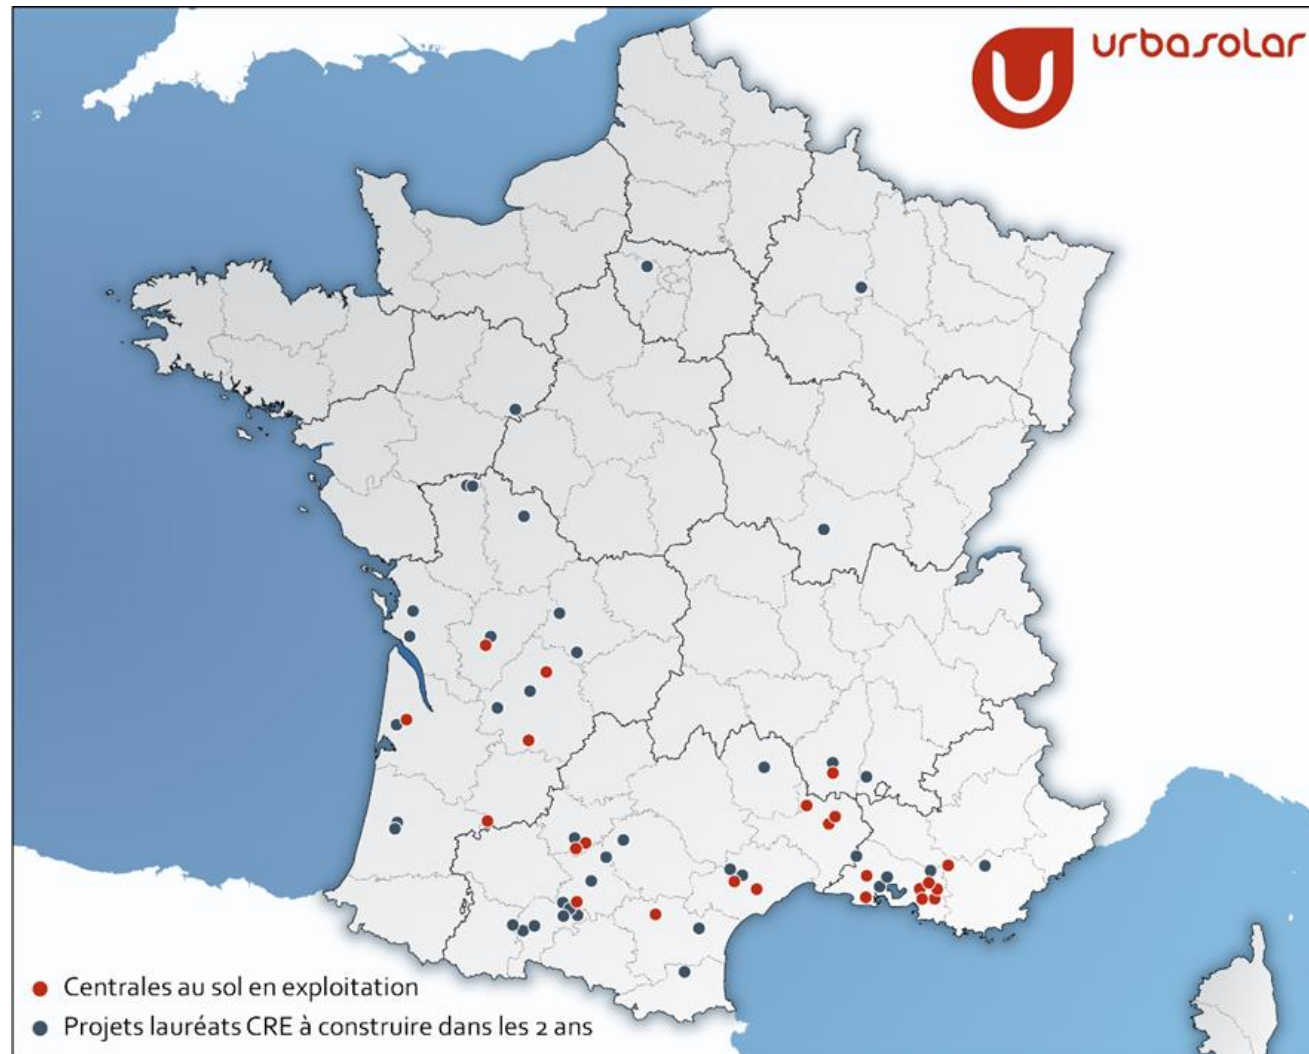 urbasolar
Centrales au sol en exploitation
Projets lauréats CRE à construire dans les 2 ans